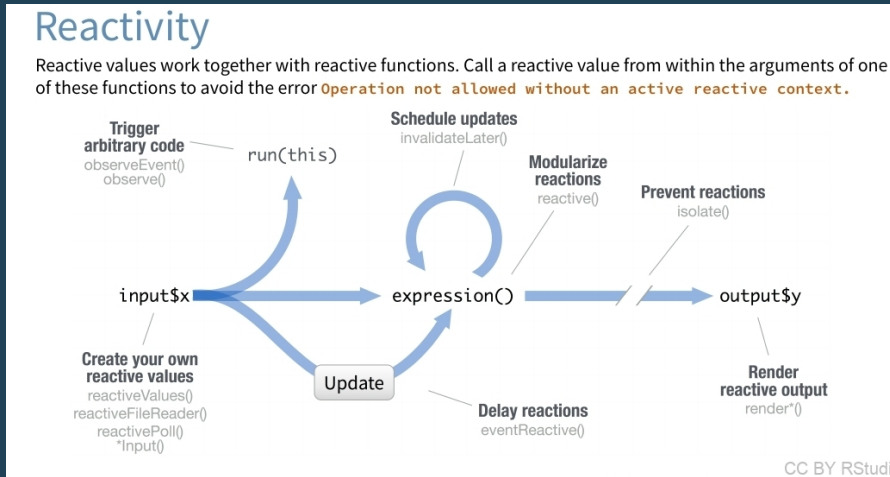 Reactivity
Reactive values work together with reactive functions. Call a reactive value from within the arguments of one
of these functions to avoid the error Operation not allowed without an active reactive context.
Trigger
arbitrary code
observeEvent()
observe()
run(this)
Schedule updates
invalidateLater()
Modularize
reactions
reactive()
Prevent reactions
isolate()
input$x
expression()
output$y
Create your own
reactive values
reactiveValues()
reactiveFileReader()
reactivePoll()
*Input()
Update
Delay reactions
eventReactive()
Render
reactive output
render*()
CC BY RStudi